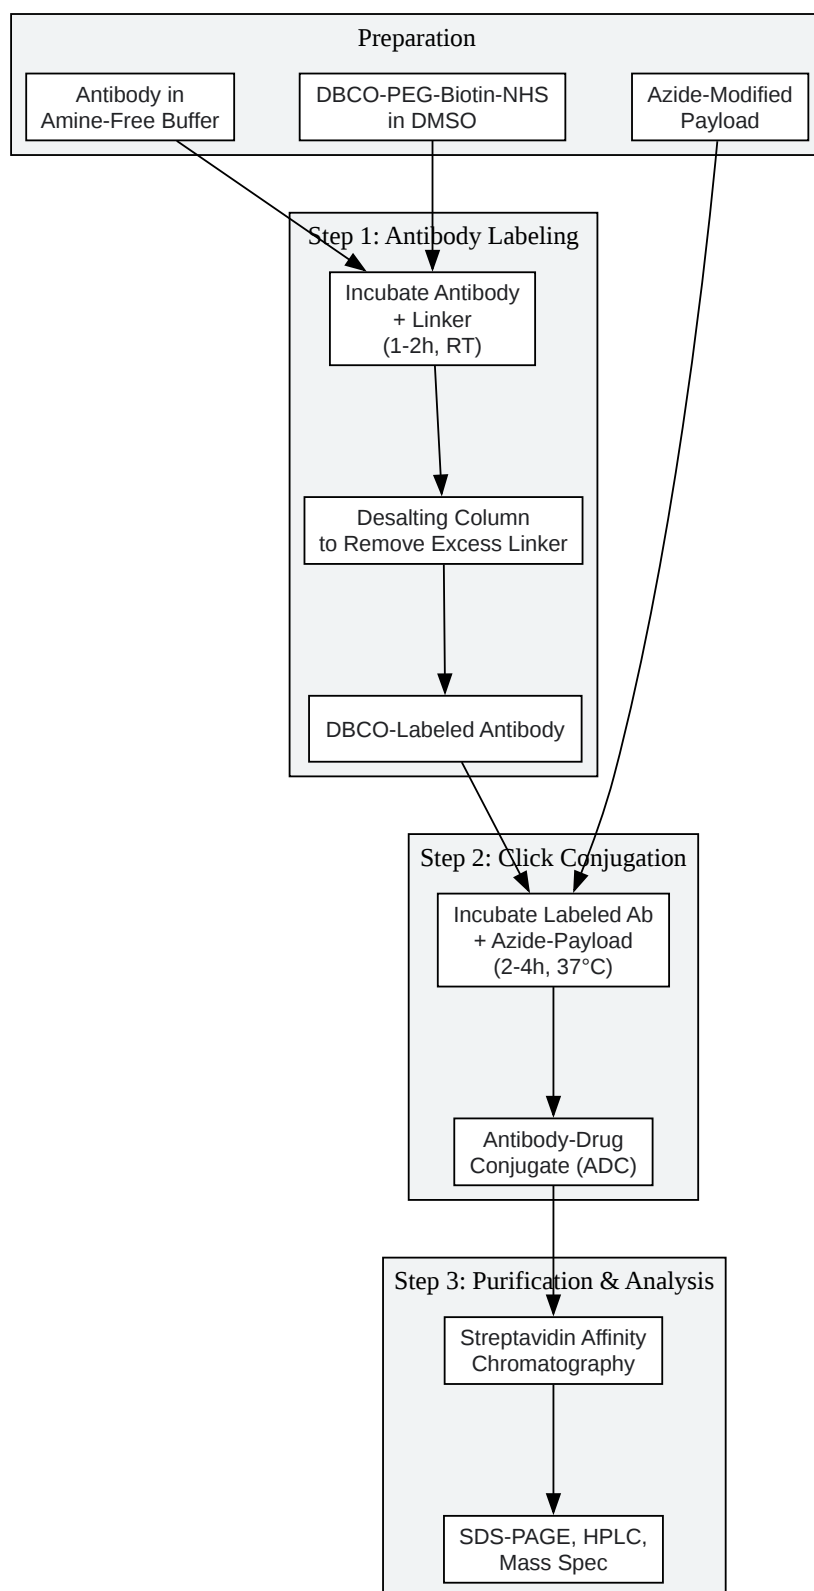 Preparation
Antibody in
Amine-Free Buffer
DBCO-PEG-Biotin-NHS
in DMSO
Azide-Modified
Payload
Step 1: Antibody Labeling
Incubate Antibody
+ Linker
(1-2h, RT)
Desalting Column
to Remove Excess Linker
DBCO-Labeled Antibody
Step 2: Click Conjugation
Incubate Labeled Ab
+ Azide-Payload
(2-4h, 37°C)
Antibody-Drug
Conjugate (ADC)
Step 3: Purification & Analysis
Streptavidin Affinity
Chromatography
SDS-PAGE, HPLC,
Mass Spec